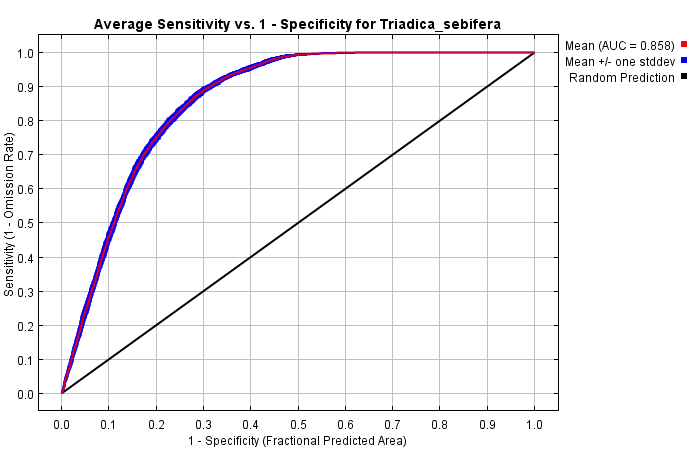 Average Sensitivity vs. 1 - Specificity for Triadica_sebifera
Mean (AUC = 0.858)
Mean +/- one stddev
Random Prediction
Sensitivity (1 - Omission Rate)
1.0
0.9
0.8
0.7
0.6
0.5
0.4
0.3
0.2
0.1
0.0
0.0 0.1 0.2 0.3 0.4 0.5 0.6 0.7 0.8 0.9 1.0
1 - Specificity (Fractional Predicted Area)